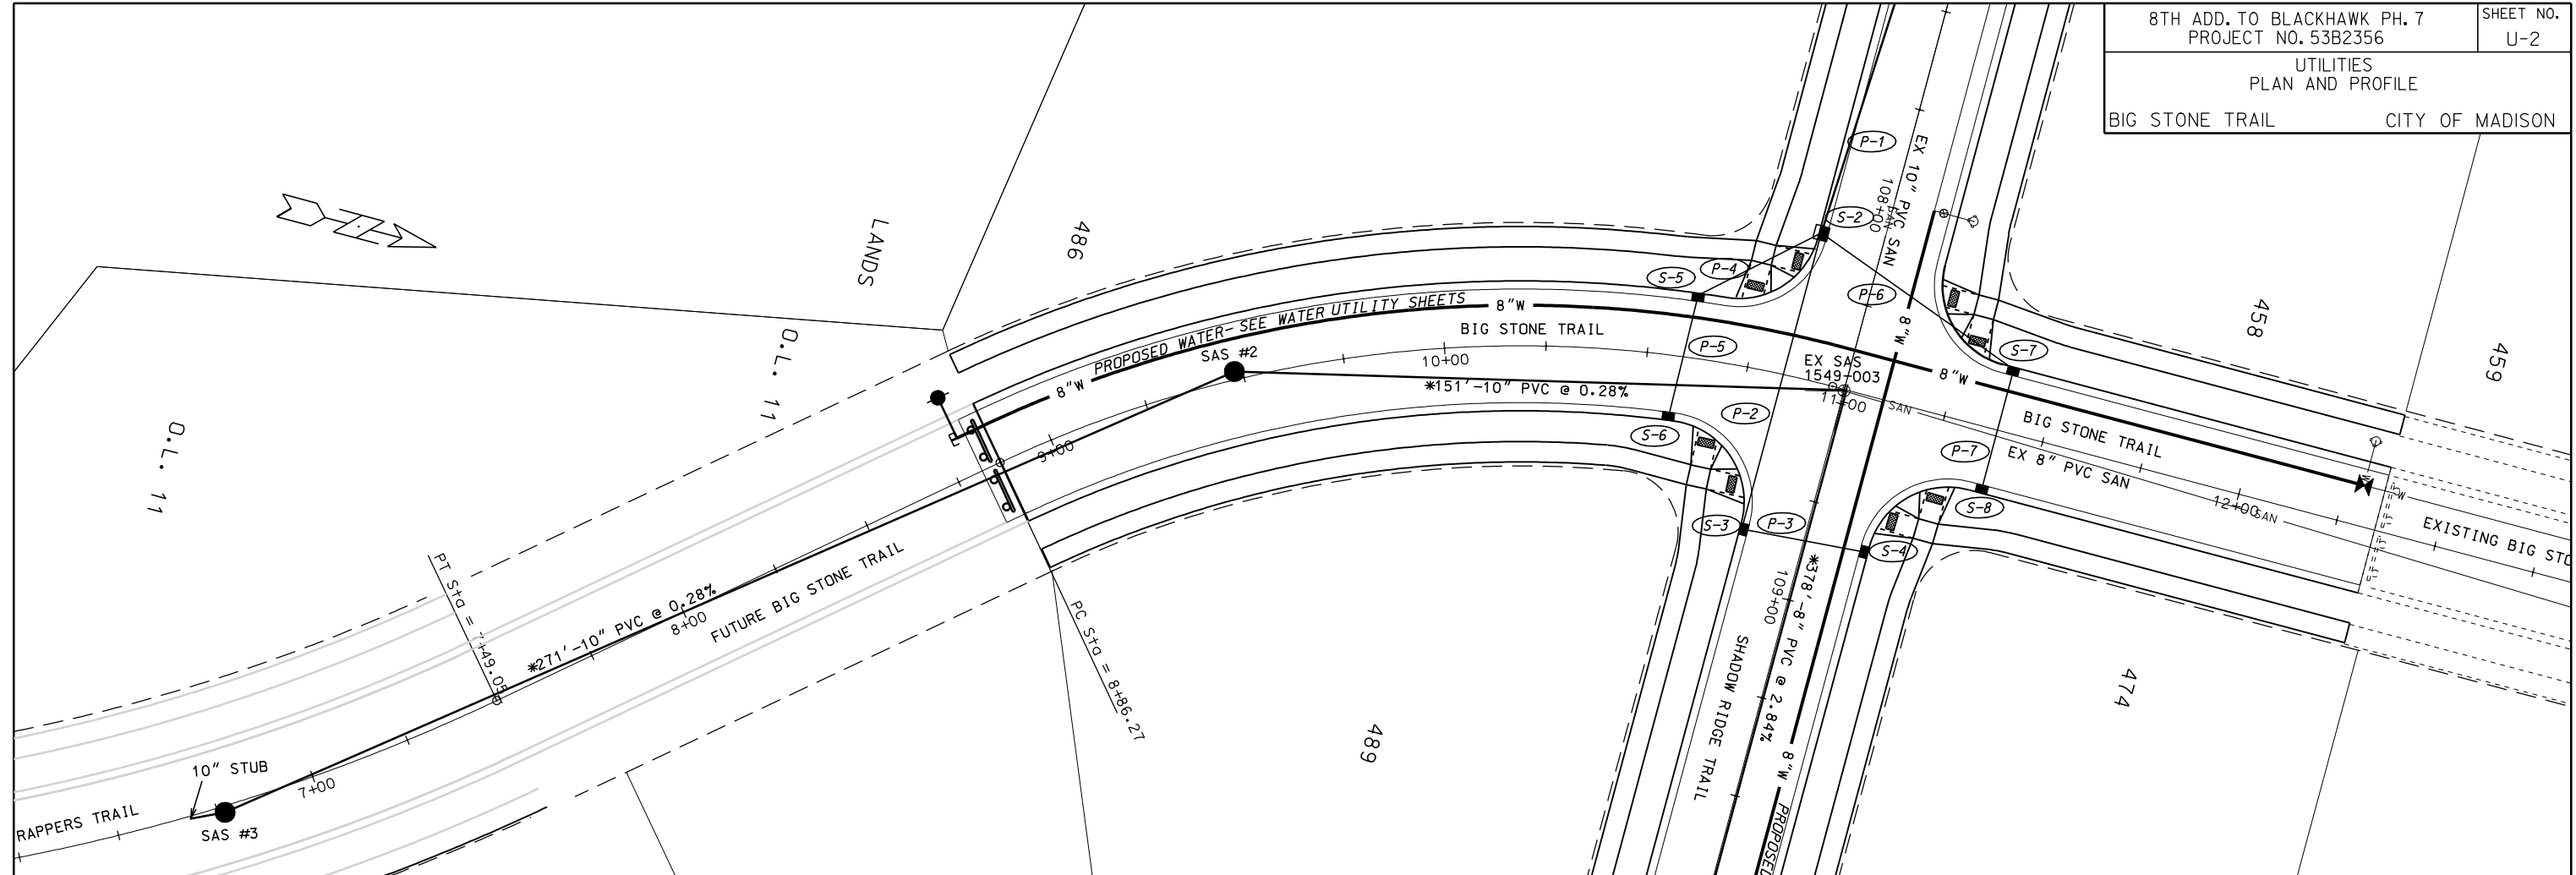 8TH ADD. TO BLACKHAWK PH. 7
PROJECT NO. 53B2356
SHEET NO.
U-2
UTILITIES
PLAN AND PROFILE
BIG STONE TRAIL
CITY OF MADISON
P-1
EX 10" PVC SAN
108+00
SAN
S-2
LANDS
486
S-5
P-4
P-6
8"W
458
459
O.L. 11
O.L. 11
PROPOSED WATER-SEE WATER UTILITY SHEETS
8"W
8"W
BIG STONE TRAIL
SAS #2
10+00
P-5
EX SAS
1549-003
11+00
SAN
8"W
S-7
*151'-10" PVC @ 0.28%
P-2
S-6
9+00
BIG STONE TRAIL
EX 8" PVC SAN
P-7
12+00
SAN
W
EXISTING BIG STO
S-8
S-3
P-3
S-4
PT Sta = 7+49.05
*271'-10" PVC @ 0.28%
8+00
FUTURE BIG STONE TRAIL
PC Sta = 8+86.27
109+00
*378'-8" PVC @ 2.84%
SHADOW RIDGE TRAIL
8"W
PROPOSED
489
474
10" STUB
7+00
RAPPERS TRAIL
SAS #3